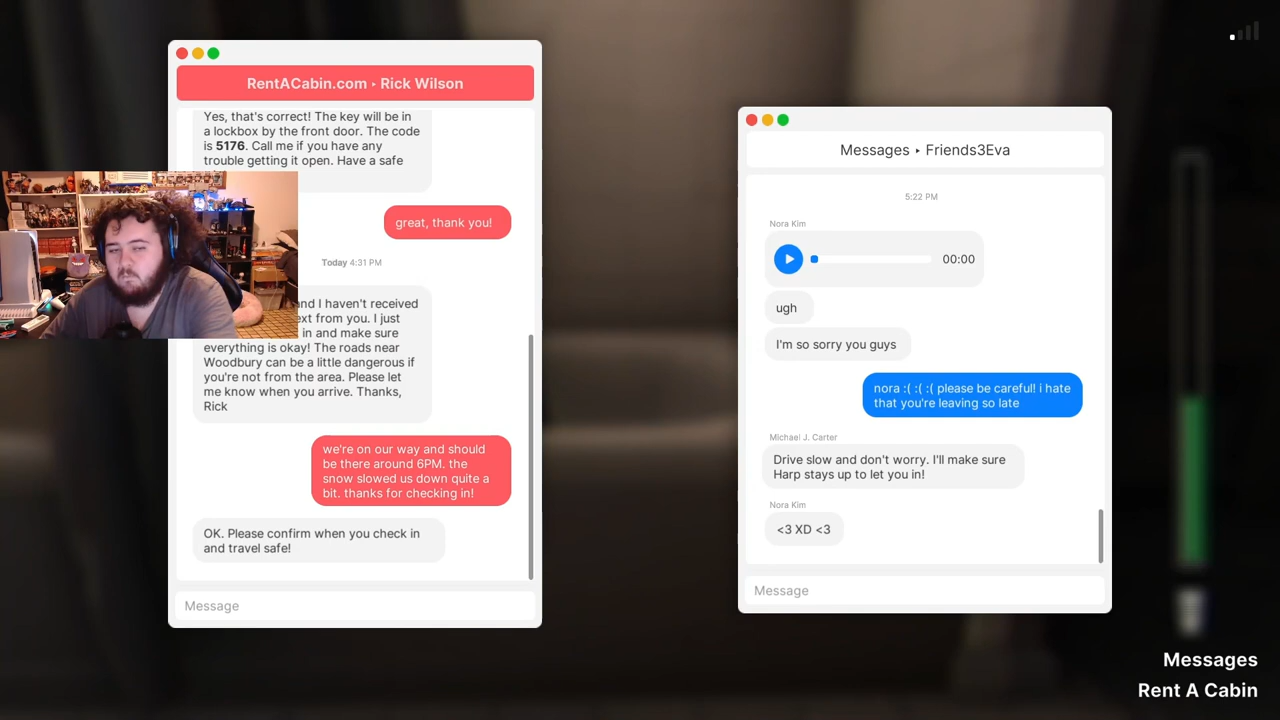 RentACabin.com ▸ Rick Wilson
Yes, that's correct! The key will be in
a lockbox by the front door. The code
is 5176. Call me if you have any
trouble getting it open. Have a safe
great, thank you!
Today 4:31 PM
and I haven't received
text from you. I just
in and make sure
everything is okay! The roads near
Woodbury can be a little dangerous if
you're not from the area. Please let
me know when you arrive. Thanks,
Rick
we're on our way and should
be there around 6PM. the
snow slowed us down quite a
bit. thanks for checking in!
OK. Please confirm when you check in
and travel safe!
Message
Messages ▸ Friends3Eva
5:22 PM
Nora Kim
00:00
ugh
I'm so sorry you guys
nora :( :( :( please be careful! i hate
that you're leaving so late
Michael J. Carter
Drive slow and don't worry. I'll make sure
Harp stays up to let you in!
Nora Kim
<3 XD <3
Message
Messages
Rent A Cabin